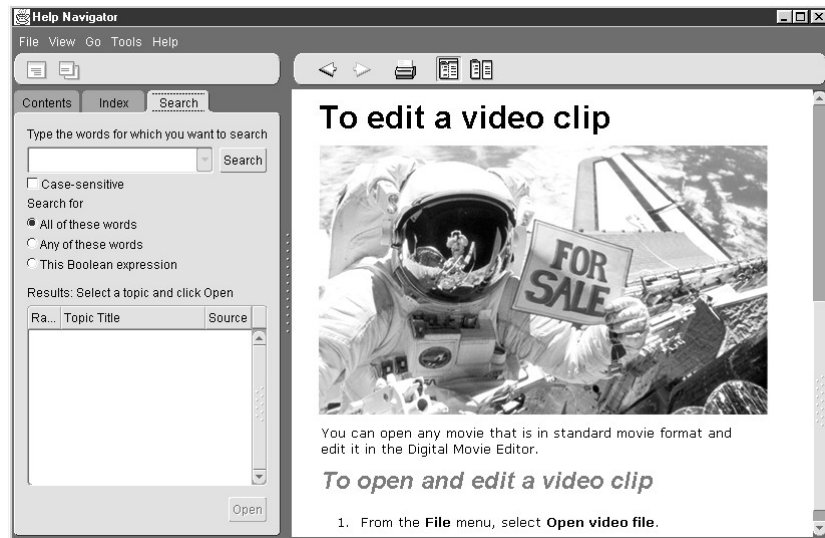 Help Navigator
File View Go Tools Help
Contents Index Search
Type the words for which you want to search
Search
Case-sensitive
Search for
All of these words
Any of these words
This Boolean expression
Results: Select a topic and click Open
Ra... Topic Title Source
Open
To edit a video clip
FOR
SALE
You can open any movie that is in standard movie format and
edit it in the Digital Movie Editor.
To open and edit a video clip
1. From the File menu, select Open video file.